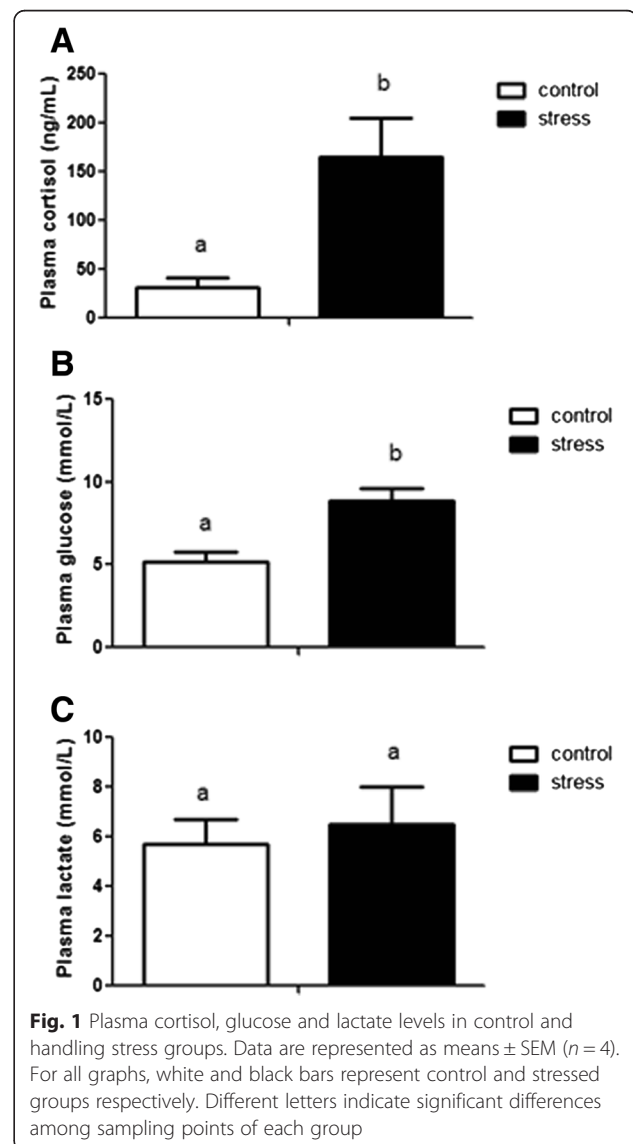 A
250
200
150
100
50
0
Plasma cortisol (ng/mL)
a
b
control
stress
B
15
10
5
0
Plasma glucose (mmol/L)
a
b
control
stress
C
10
8
6
4
2
0
Plasma lactate (mmol/L)
a
a
control
stress
Fig. 1 Plasma cortisol, glucose and lactate levels in control and
handling stress groups. Data are represented as means ± SEM (n = 4).
For all graphs, white and black bars represent control and stressed
groups respectively. Different letters indicate significant differences
among sampling points of each group